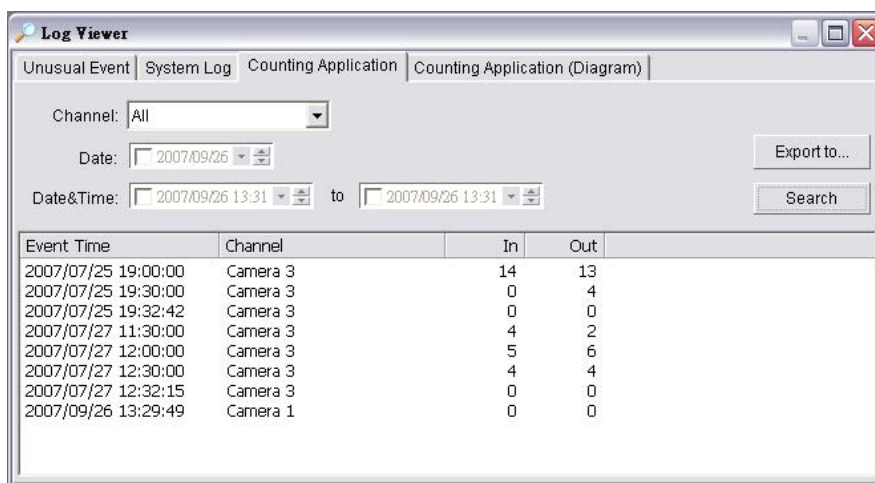 Log Viewer
Unusual Event System Log Counting Application Counting Application (Diagram)
Channel: All
Date: 2007/09/26
Export to...
Date&Time: 2007/09/26 13:31 to 2007/09/26 13:31
Search
Event Time Channel In Out
2007/07/25 19:00:00 Camera 3 14 13
2007/07/25 19:30:00 Camera 3 0 4
2007/07/25 19:32:42 Camera 3 0 0
2007/07/27 11:30:00 Camera 3 4 2
2007/07/27 12:00:00 Camera 3 5 6
2007/07/27 12:30:00 Camera 3 4 4
2007/07/27 12:32:15 Camera 3 0 0
2007/09/26 13:29:49 Camera 1 0 0